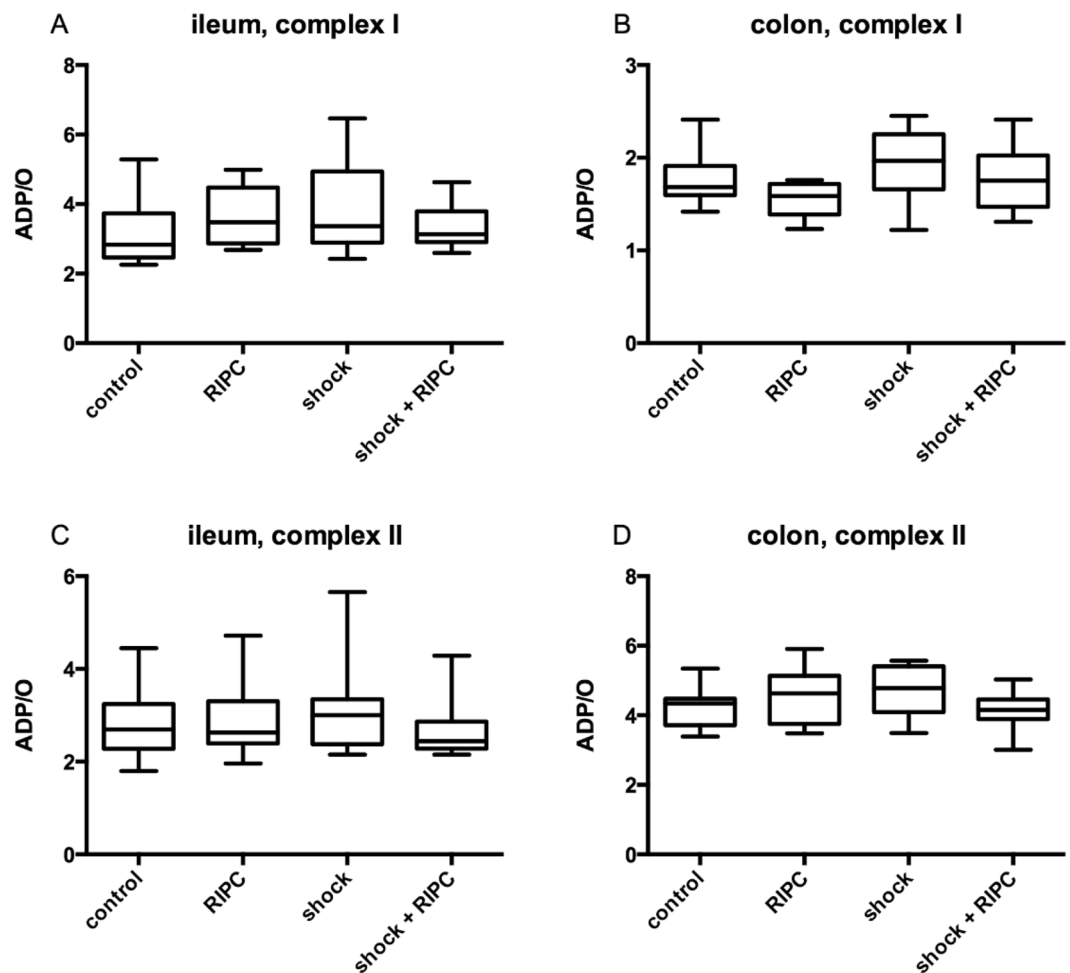 A ileum, complex I
8
6
4
2
0
ADP/O
control
RIPC
shock
shock + RIPC
B colon, complex I
3
2
1
0
ADP/O
control
RIPC
shock
shock + RIPC
C ileum, complex II
6
4
2
0
ADP/O
control
RIPC
shock
shock + RIPC
D colon, complex II
8
6
4
2
0
ADP/O
control
RIPC
shock
shock + RIPC